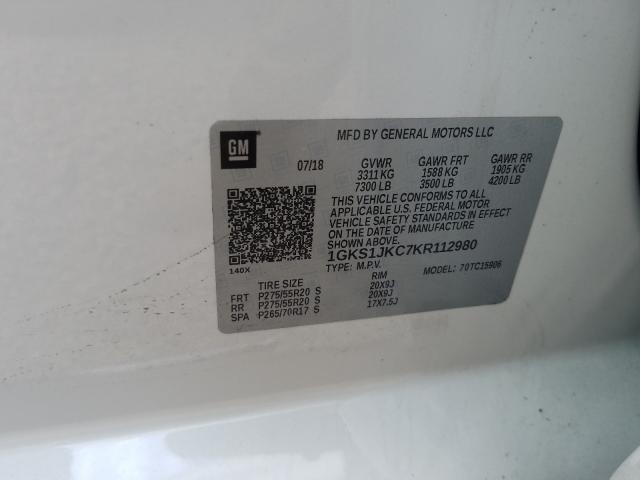 MFD BY GENERAL MOTORS LLC
GM
07/18 GVWR GAWR FRT GAWR RR
3311 KG 1588 KG 1905 KG
7300 LB 3500 LB 4200 LB
THIS VEHICLE CONFORMS TO ALL
APPLICABLE U.S. FEDERAL MOTOR
VEHICLE SAFETY STANDARDS IN EFFECT
ON THE DATE OF MANUFACTURE
SHOWN ABOVE.
1GKS1JKC7KR112980
140X TYPE: M.P.V. MODEL: 70TC15906
TIRE SIZE RIM
FRT P275/55R20 S 20X9J
RR P275/55R20 S 20X9J
SPA P265/70R17 S 17X7.5J